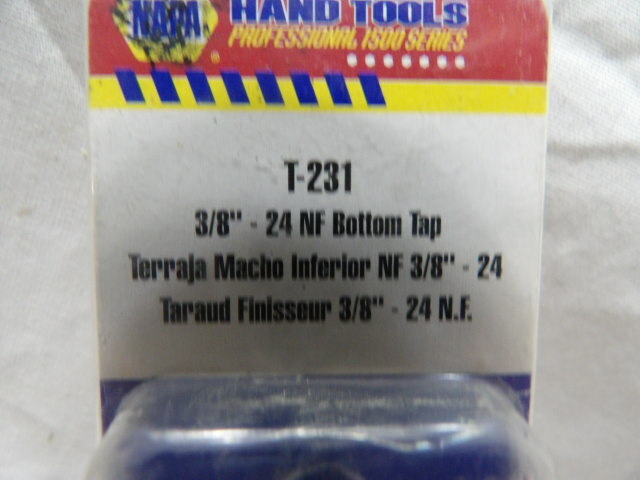 NAPA HAND TOOLS
PROFESSIONAL 1500 SERIES
T-231
3/8" - 24 NF Bottom Tap
Terraja Macho Inferior NF 3/8" - 24
Taraud Finisseur 3/8" - 24 N.F.